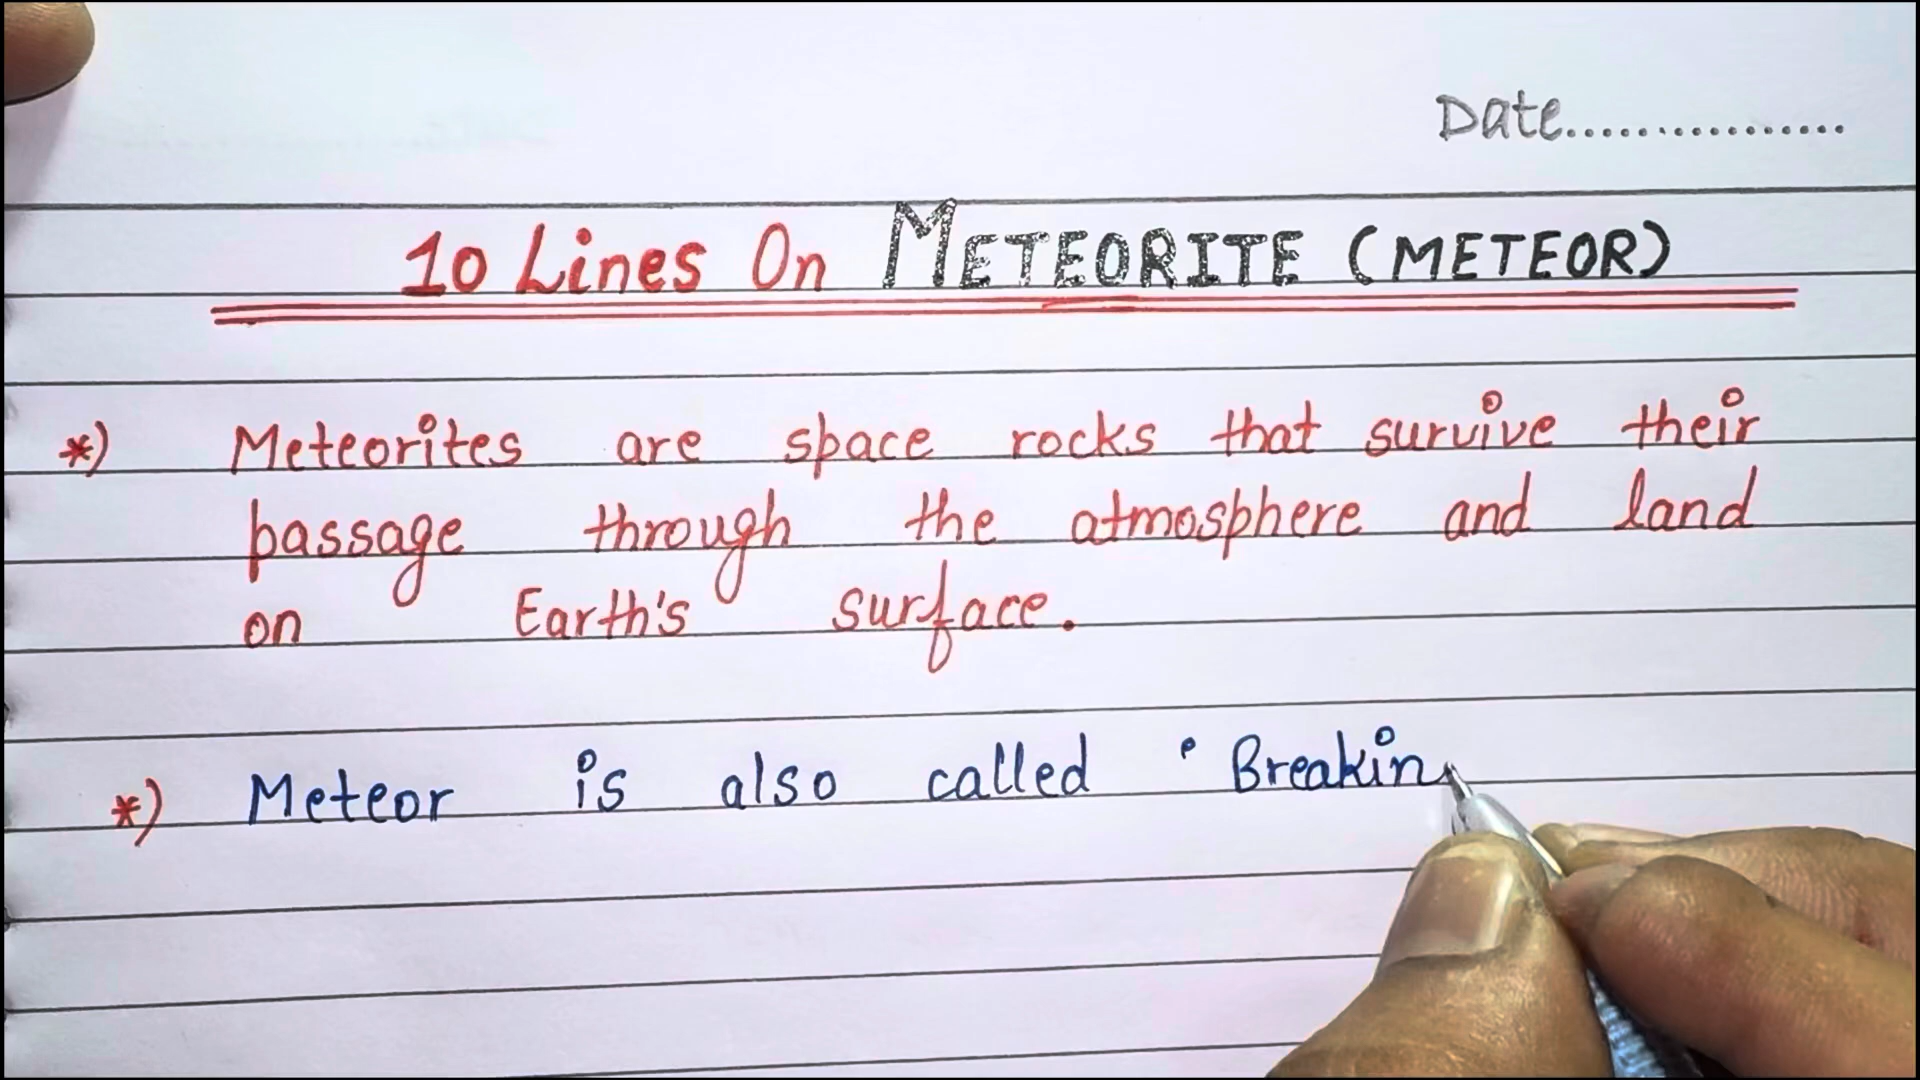 Date................
10 Lines On METEORITE (METEOR)
*) Meteorites are space rocks that survive their
passage through the atmosphere and land
on Earth's surface.
*) Meteor is also called ' Breakin